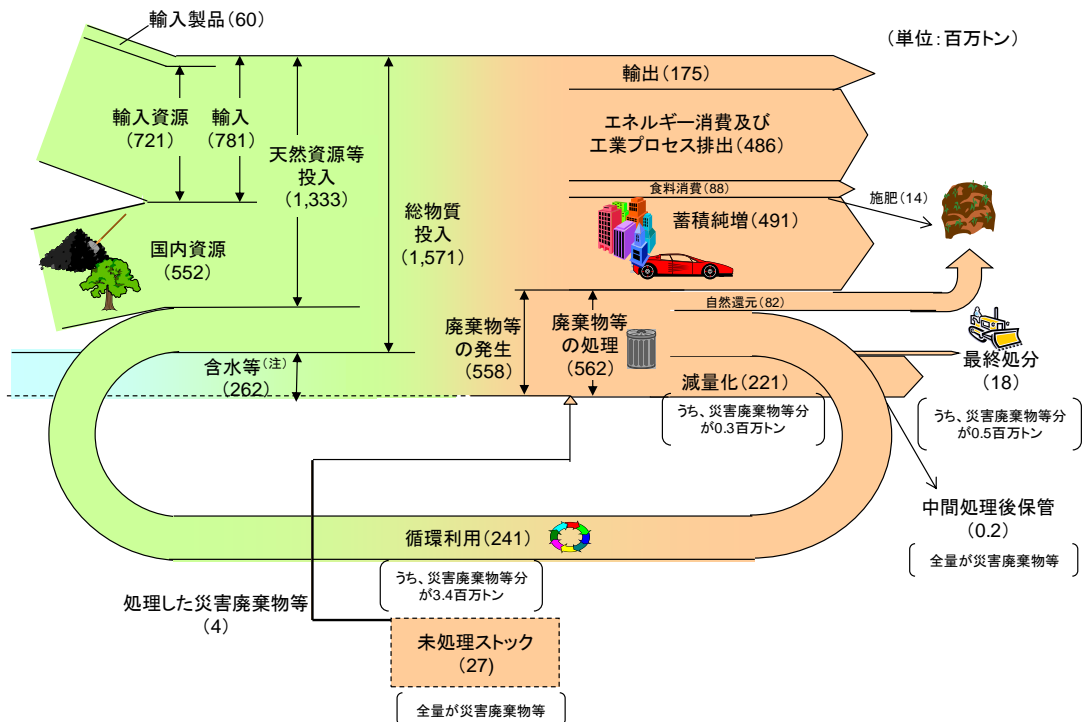 輸入製品(60)
(単位:百万トン)
輸入資源
(721)
輸入
(781)
天然資源等
投入
(1,333)
総物質
投入
(1,571)
国内資源
(552)
含水等(注)
(262)
輸出(175)
エネルギー消費及び
工業プロセス排出(486)
食料消費(88)
施肥(14)
蓄積純増(491)
自然還元(82)
廃棄物等
の発生
(558)
廃棄物等
の処理
(562)
減量化(221)
うち、災害廃棄物等分
が0.3百万トン
最終処分
(18)
うち、災害廃棄物等分
が0.5百万トン
中間処理後保管
(0.2)
全量が災害廃棄物等
循環利用(241)
うち、災害廃棄物等分
が3.4百万トン
処理した災害廃棄物等
(4)
未処理ストック
(27)
全量が災害廃棄物等